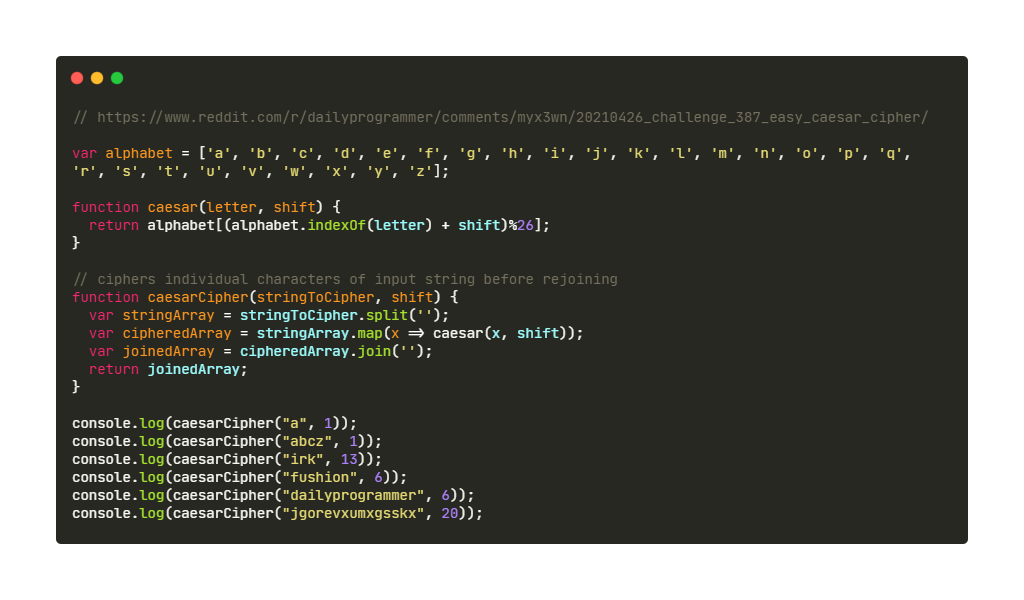 // https://www.reddit.com/r/dailyprogrammer/comments/myx3wn/20210426_challenge_387_easy_caesar_cipher/
var alphabet = ['a', 'b', 'c', 'd', 'e', 'f', 'g', 'h', 'i', 'j', 'k', 'l', 'm', 'n', 'o', 'p', 'q',
'r', 's', 't', 'u', 'v', 'w', 'x', 'y', 'z'];
function caesar(letter, shift) {
  return alphabet[(alphabet.indexOf(letter) + shift)%26];
}
// ciphers individual characters of input string before rejoining
function caesarCipher(stringToCipher, shift) {
  var stringArray = stringToCipher.split('');
  var cipheredArray = stringArray.map(x => caesar(x, shift));
  var joinedArray = cipheredArray.join('');
  return joinedArray;
}
console.log(caesarCipher("a", 1));
console.log(caesarCipher("abcz", 1));
console.log(caesarCipher("irk", 13));
console.log(caesarCipher("fushion", 6));
console.log(caesarCipher("dailyprogrammer", 6));
console.log(caesarCipher("jgorevxumxgsskx", 20));